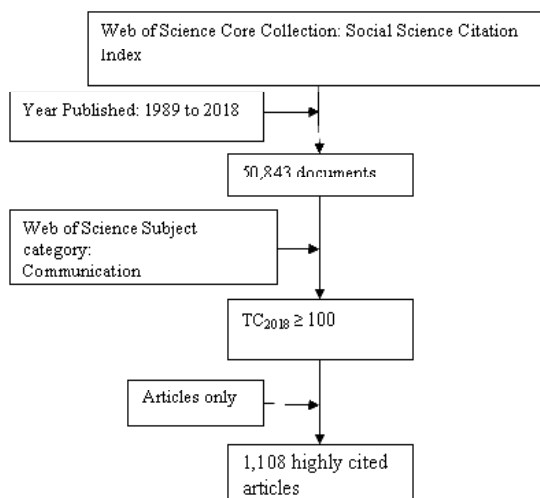 Web of Science Core Collection: Social Science Citation
Index
Year Published: 1989 to 2018
50,843 documents
Web of Science Subject
category:
Communication
TC2018 ≥ 100
Articles only
1,108 highly cited
articles